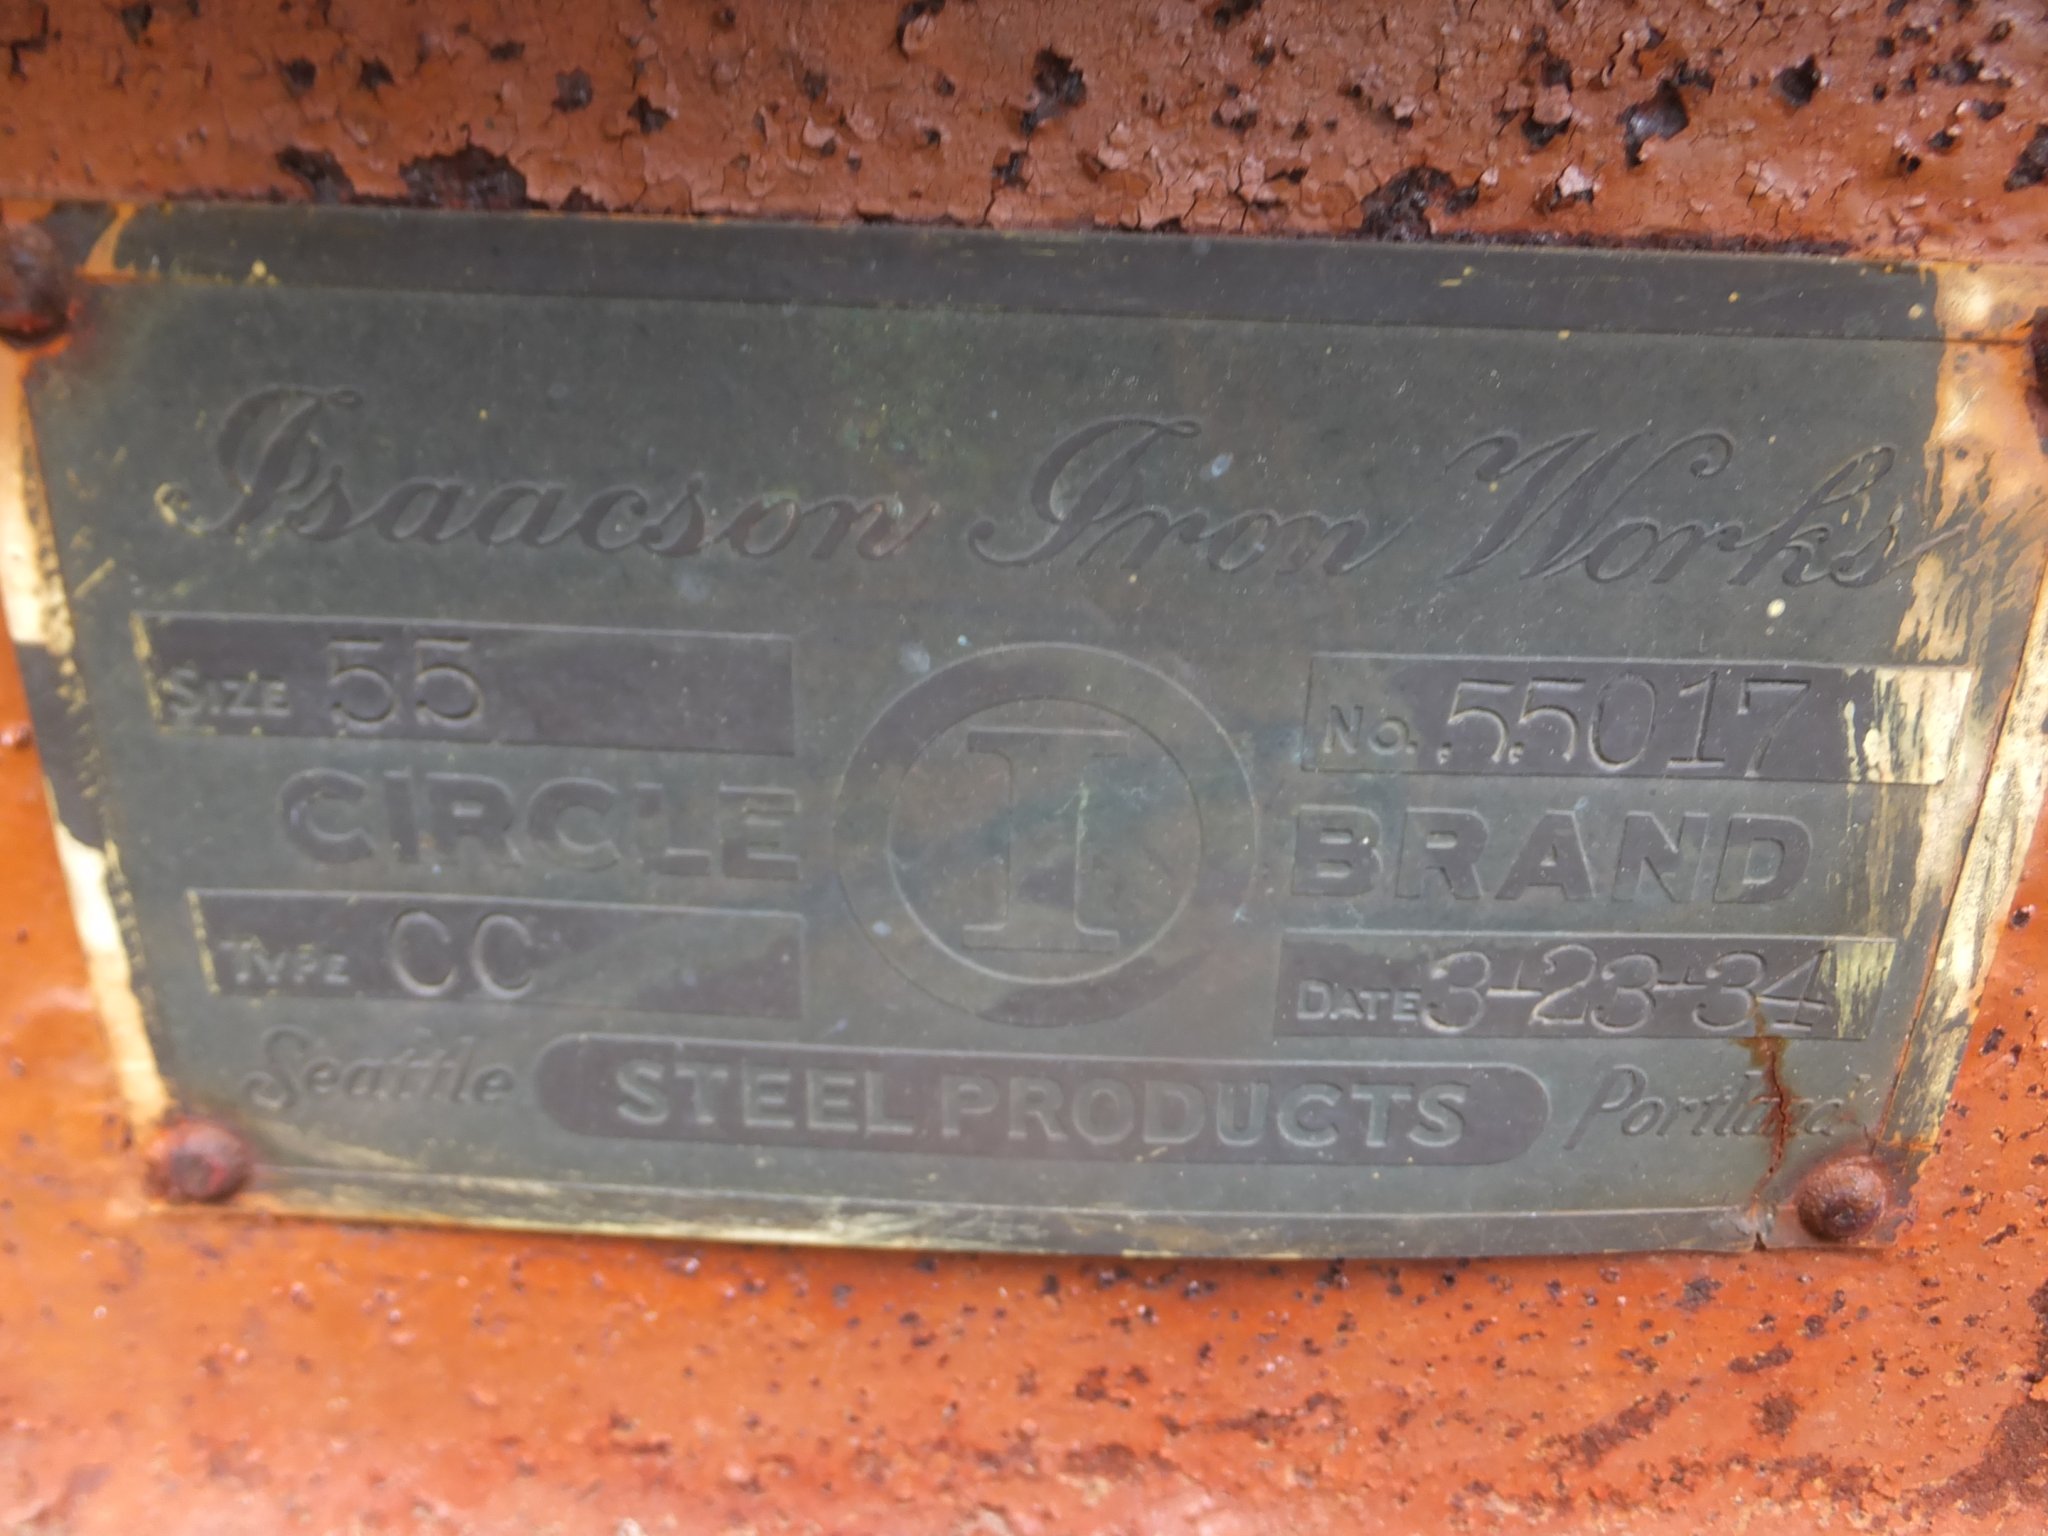 Isaacson Iron Works
SIZE 55
No. 55017
CIRCLE I BRAND
TYPE CC
DATE 3-23-34
Seattle STEEL PRODUCTS Portland